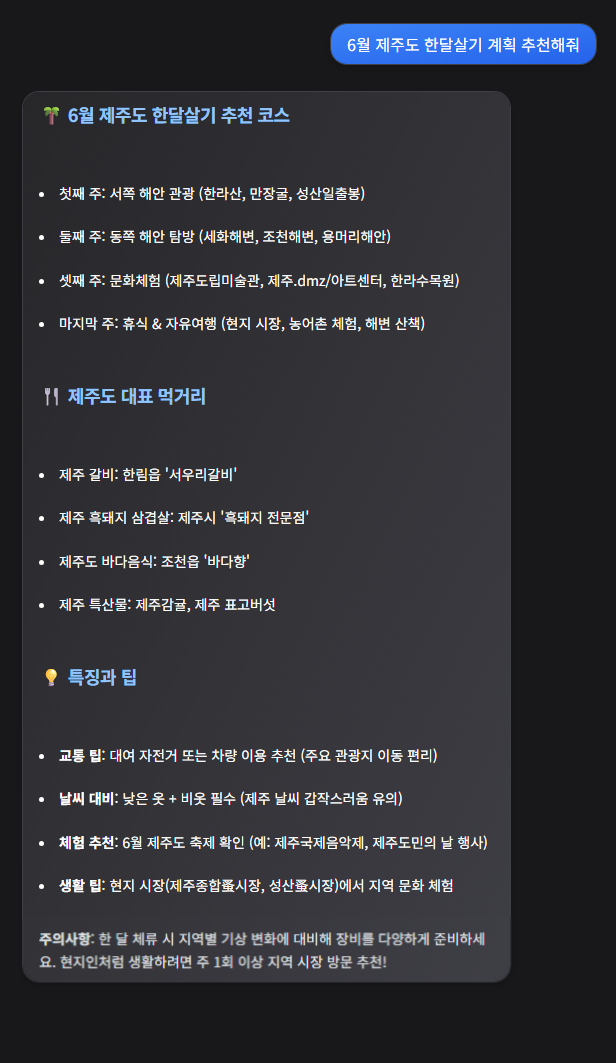 6월 제주도 한달살기 계획 추천해줘
🌴 6월 제주도 한달살기 추천 코스
• 첫째 주: 서쪽 해안 관광 (한라산, 만장굴, 성산일출봉)
• 둘째 주: 동쪽 해안 탐방 (세화해변, 조천해변, 용머리해안)
• 셋째 주: 문화체험 (제주도립미술관, 제주.dmz/아트센터, 한라수목원)
• 마지막 주: 휴식 & 자유여행 (현지 시장, 농어촌 체험, 해변 산책)
🍴 제주도 대표 먹거리
• 제주 갈비: 한림읍 '서우리갈비'
• 제주 흑돼지 삼겹살: 제주시 '흑돼지 전문점'
• 제주도 바다음식: 조천읍 '바다향'
• 제주 특산물: 제주감귤, 제주 표고버섯
💡 특징과 팁
• 교통 팁: 대여 자전거 또는 차량 이용 추천 (주요 관광지 이동 편리)
• 날씨 대비: 낮은 옷 + 비옷 필수 (제주 날씨 갑작스러움 유의)
• 체험 추천: 6월 제주도 축제 확인 (예: 제주국제음악제, 제주도민의 날 행사)
• 생활 팁: 현지 시장(제주종합蚤시장, 성산蚤시장)에서 지역 문화 체험
주의사항: 한 달 체류 시 지역별 기상 변화에 대비해 장비를 다양하게 준비하세
요. 현지인처럼 생활하려면 주 1회 이상 지역 시장 방문 추천!